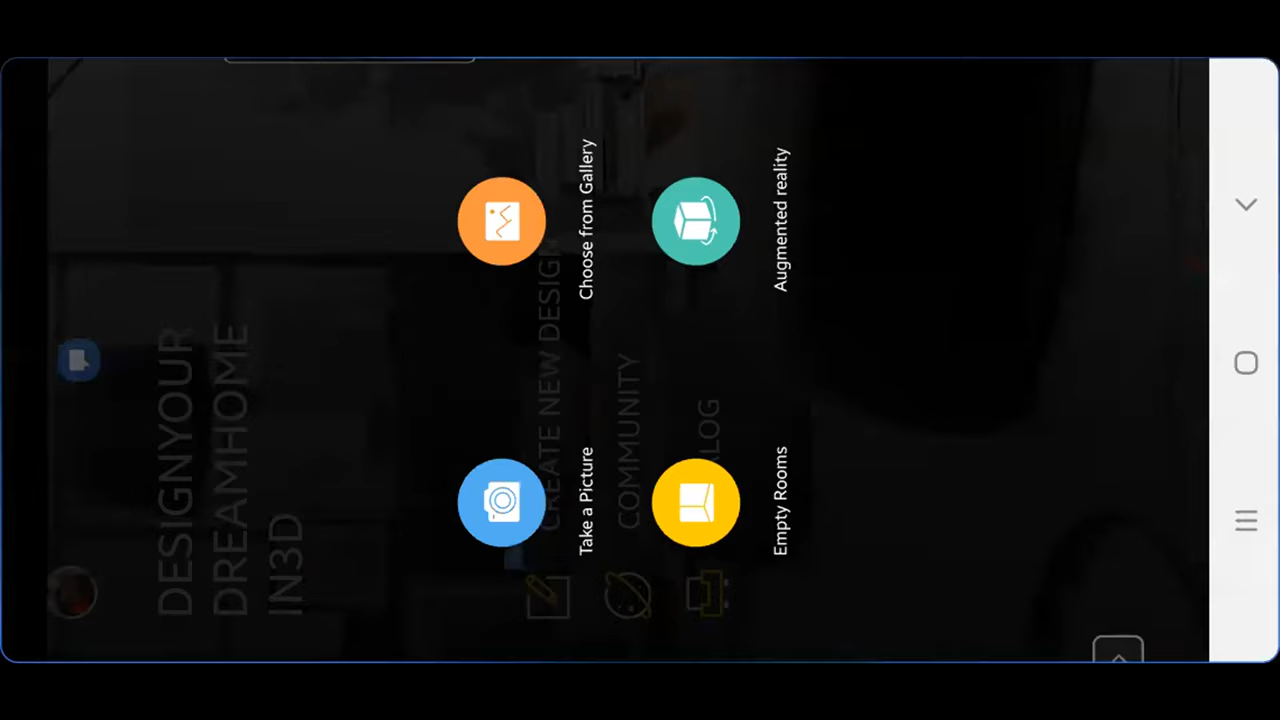 DESIGNYOUR
DREAMHOME
IN3D
CREATE NEW DESIGN
COMMUNITY
Take a Picture
Choose from Gallery
Empty Rooms
Augmented reality